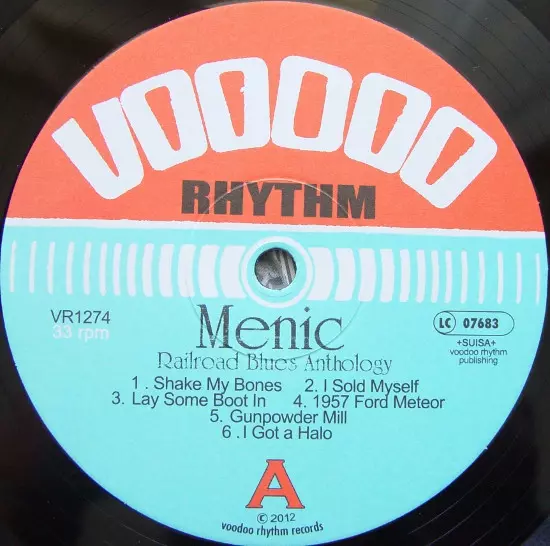 VOODOO
RHYTHM
VR1274
33 rpm
Menic
Railroad Blues Anthology
LC 07683
+SUISA+
voodoo rhythm
publishing
1 . Shake My Bones 2. I Sold Myself
3. Lay Some Boot In 4. 1957 Ford Meteor
5. Gunpowder Mill
6 . I Got a Halo
A
© 2012
voodoo rhythm records